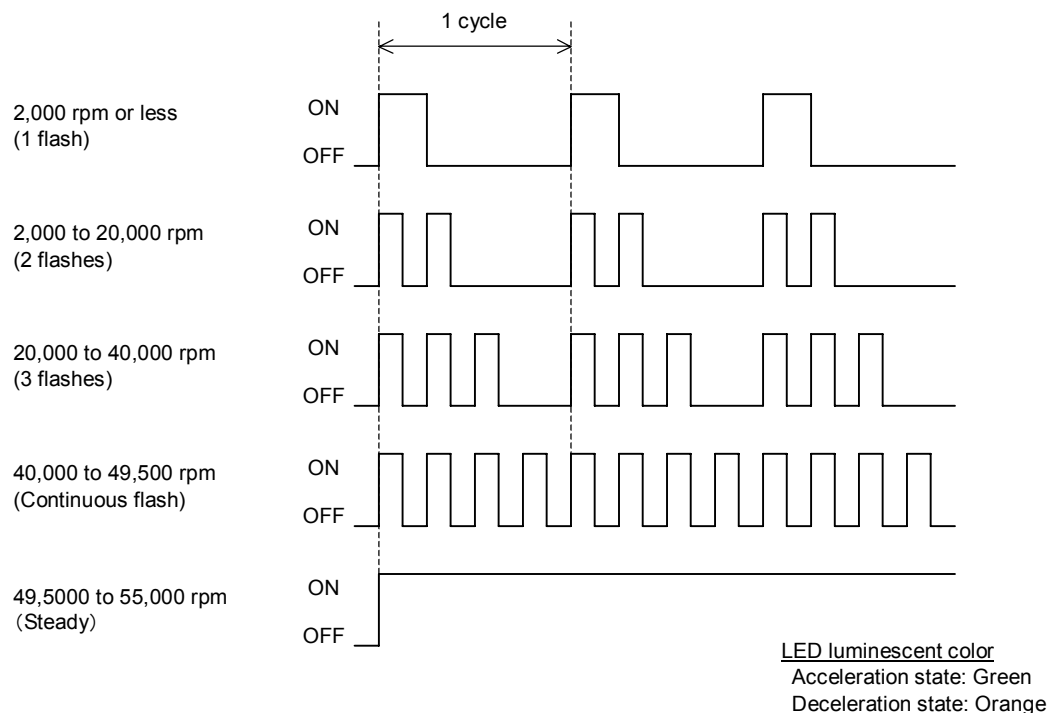 1 cycle
2,000 rpm or less
(1 flash)
ON
OFF
2,000 to 20,000 rpm
(2 flashes)
ON
OFF
20,000 to 40,000 rpm
(3 flashes)
ON
OFF
40,000 to 49,500 rpm
(Continuous flash)
ON
OFF
49,5000 to 55,000 rpm
（Steady）
ON
OFF
LED luminescent color
Acceleration state: Green
Deceleration state: Orange